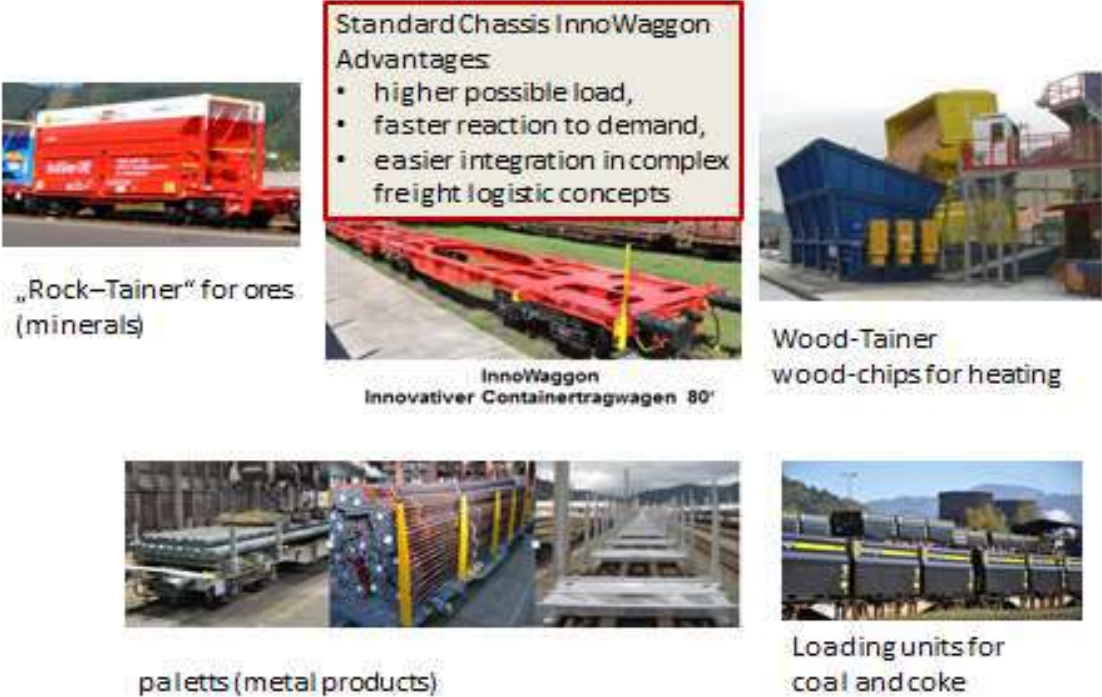 Standard Chassis InnoWaggon
Advantages:
• higher possible load,
• faster reaction to demand,
• easier integration in complex
freight logistic concepts
„Rock–Tainer“ for ores
(minerals)
InnoWaggon
Innovativer Containertragwagen 80'
Wood-Tainer
wood-chips for heating
paletts (metal products)
Loading units for
coal and coke